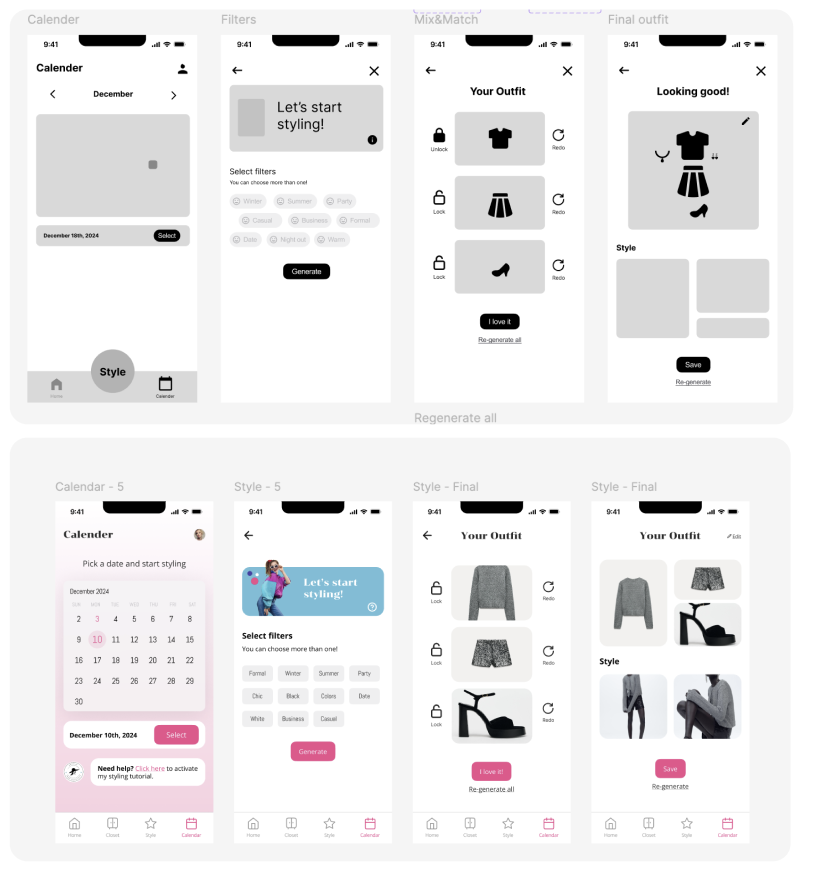 Calender
Filters
Mix&Match
Final outfit
9:41
Calender
December
December 18th, 2024
Select
Style
Home
Calendar
9:41
Let's start
styling!
Select filters
You can choose more than one!
Winter
Summer
Party
Casual
Business
Formal
Date
Night out
Warm
Generate
9:41
Your Outfit
Unlock
Redo
Lock
Redo
Lock
Redo
I love it
Re-generate all
9:41
Looking good!
Style
Save
Re-generate
Regenerate all
Calendar - 5
Style - 5
Style - Final
Style - Final
9:41
Calender
Pick a date and start styling
December 2024
SUN MON TUE WED THU FRI SAT
2 3 4 5 6 7 8
9 10 11 12 13 14 15
16 17 18 19 20 21 22
23 24 25 26 27 28 29
30
December 10th, 2024
Select
Need help? Click here to activate
my styling tutorial.
Home
Closet
Style
Calendar
9:41
Let's start
styling!
Select filters
You can choose more than one!
Formal
Winter
Summer
Party
Chic
Black
Colors
Date
White
Business
Casual
Generate
Home
Closet
Style
Calendar
9:41
Your Outfit
Lock
Redo
Lock
Redo
Lock
Redo
I love it!
Re-generate all
Home
Closet
Style
Calendar
9:41
Your Outfit
Edit
Style
Save
Re-generate
Home
Closet
Style
Calendar